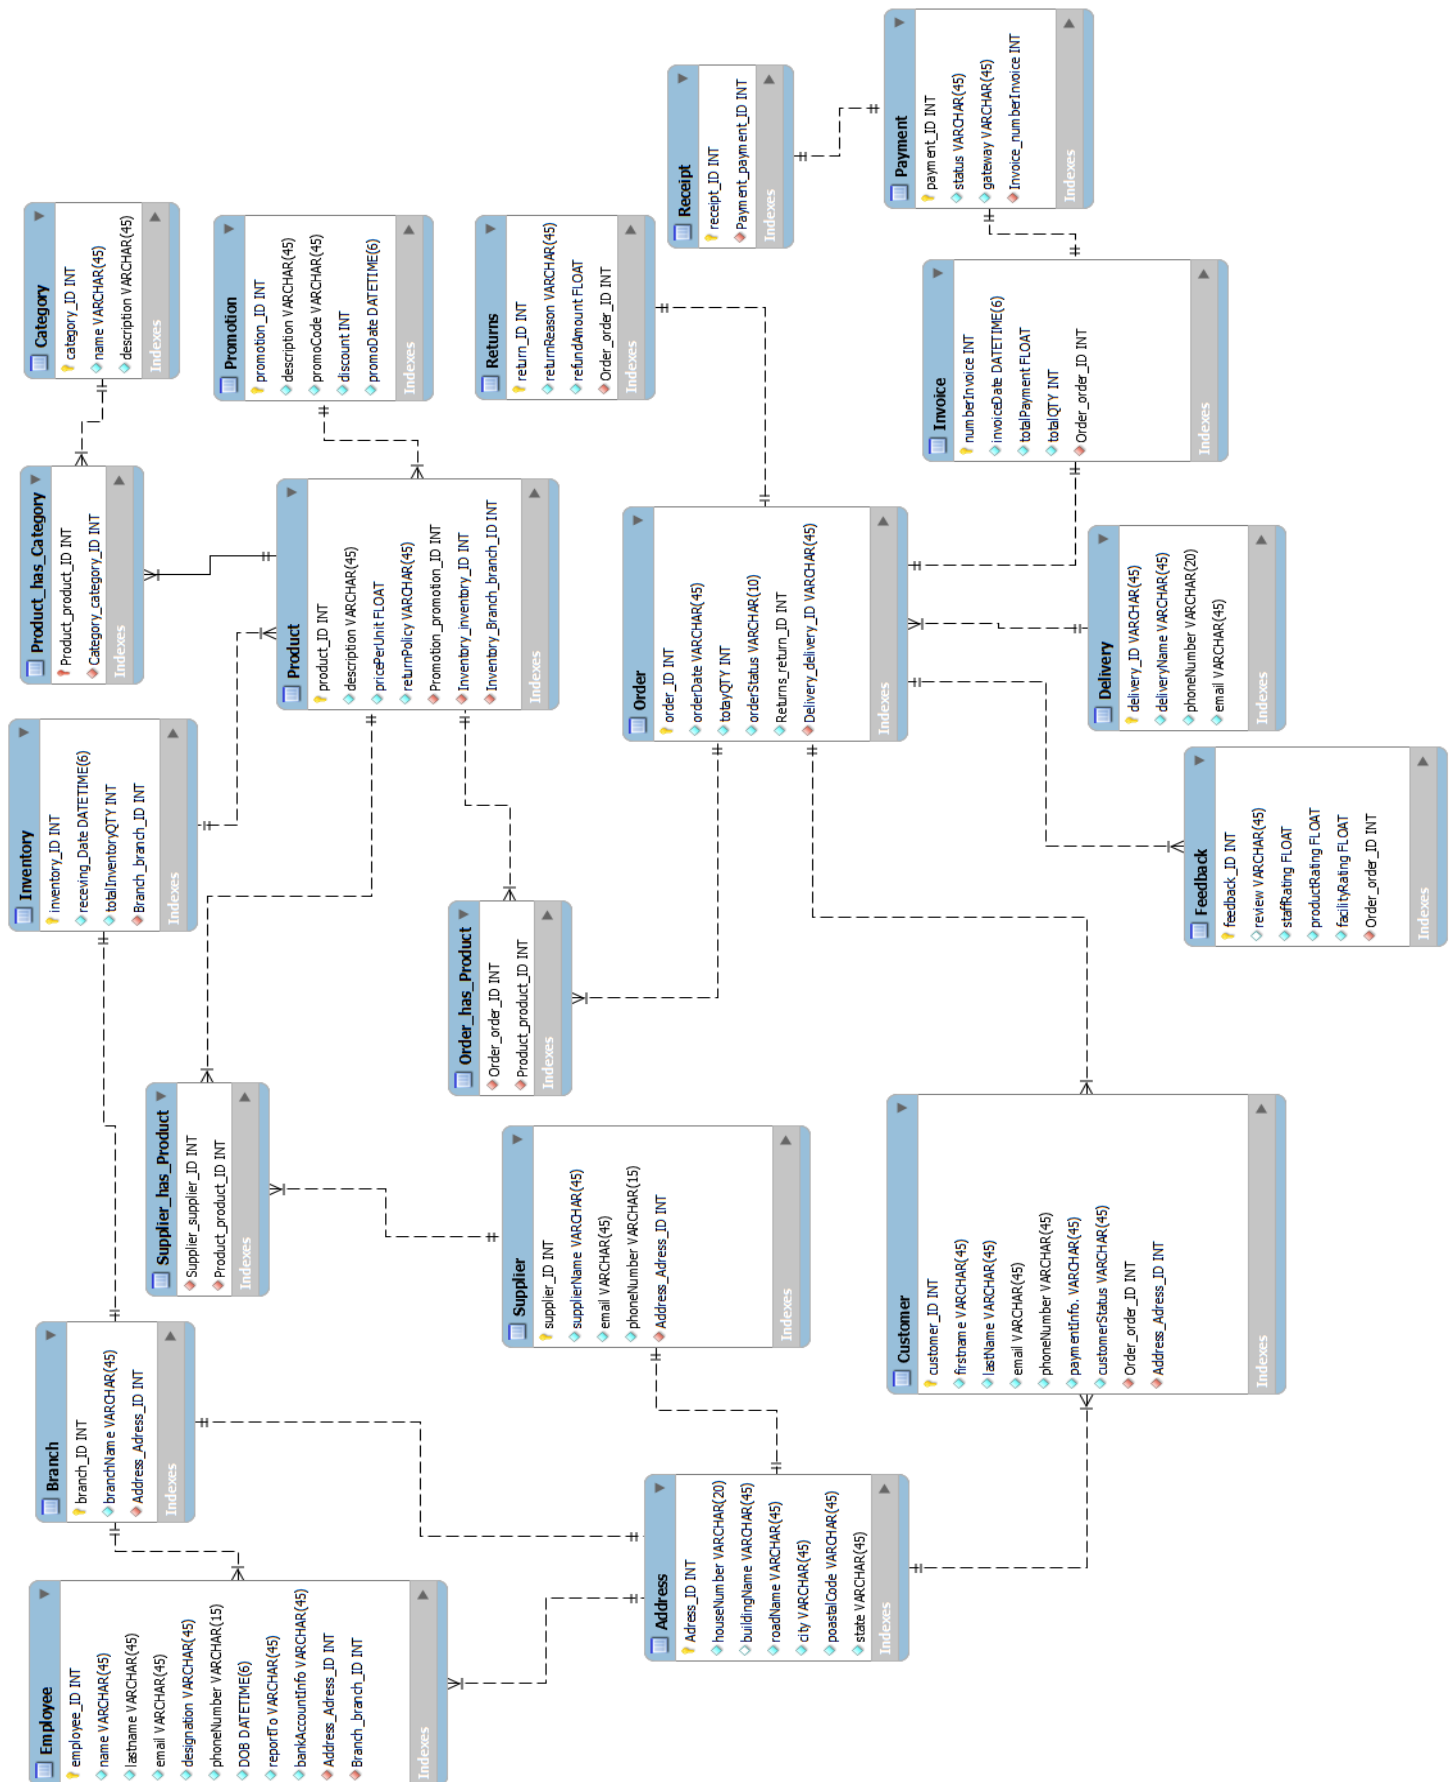 Employee
employee_ID INT
name VARCHAR(45)
lastname VARCHAR(45)
email VARCHAR(45)
designation VARCHAR(45)
phoneNumber VARCHAR(15)
DOB DATETIME(6)
reportTo VARCHAR(45)
bankAccountInfo VARCHAR(45)
Address_Adress_ID INT
Branch_branch_ID INT
Indexes
Branch
branch_ID INT
branchName VARCHAR(45)
Address_Adress_ID INT
Indexes
Inventory
inventory_ID INT
receving_Date DATETIME(6)
totalInventoryQTY INT
Branch_branch_ID INT
Indexes
Product_has_Category
Product_product_ID INT
Category_category_ID INT
Indexes
Category
category_ID INT
name VARCHAR(45)
description VARCHAR(45)
Indexes
Supplier_has_Product
Supplier_supplier_ID INT
Product_product_ID INT
Indexes
Product
product_ID INT
description VARCHAR(45)
pricePerUnit FLOAT
returnPolicy VARCHAR(45)
Promotion_promotion_ID INT
Inventory_inventory_ID INT
Inventory_Branch_branch_ID INT
Indexes
Promotion
promotion_ID INT
description VARCHAR(45)
promoCode VARCHAR(45)
discount INT
promoDate DATETIME(6)
Indexes
Order_has_Product
Order_order_ID INT
Product_product_ID INT
Indexes
Returns
return_ID INT
returnReason VARCHAR(45)
refundAmount FLOAT
Order_order_ID INT
Indexes
Supplier
supplier_ID INT
supplierName VARCHAR(45)
email VARCHAR(45)
phoneNumber VARCHAR(15)
Address_Adress_ID INT
Indexes
Address
Adress_ID INT
houseNumber VARCHAR(20)
buildingName VARCHAR(45)
roadName VARCHAR(45)
city VARCHAR(45)
poastalCode VARCHAR(45)
state VARCHAR(45)
Indexes
Order
order_ID INT
orderDate VARCHAR(45)
totayQTY INT
orderStatus VARCHAR(10)
Returns_return_ID INT
Delivery_delivery_ID VARCHAR(45)
Indexes
Receipt
receipt_ID INT
Payment_payment_ID INT
Indexes
Customer
customer_ID INT
firstname VARCHAR(45)
lastName VARCHAR(45)
email VARCHAR(45)
phoneNumber VARCHAR(45)
paymentInfo. VARCHAR(45)
customerStatus VARCHAR(45)
Order_order_ID INT
Address_Adress_ID INT
Indexes
Payment
payment_ID INT
status VARCHAR(45)
gateway VARCHAR(45)
Invoice_numberInvoice INT
Indexes
Invoice
numberInvoice INT
invoiceDate DATETIME(6)
totalPayment FLOAT
totalQTY INT
Order_order_ID INT
Indexes
Delivery
delivery_ID VARCHAR(45)
deliveryName VARCHAR(45)
phoneNumber VARCHAR(20)
email VARCHAR(45)
Indexes
Feedback
feedback_ID INT
review VARCHAR(45)
staffRating FLOAT
productRating FLOAT
facilityRating FLOAT
Order_order_ID INT
Indexes